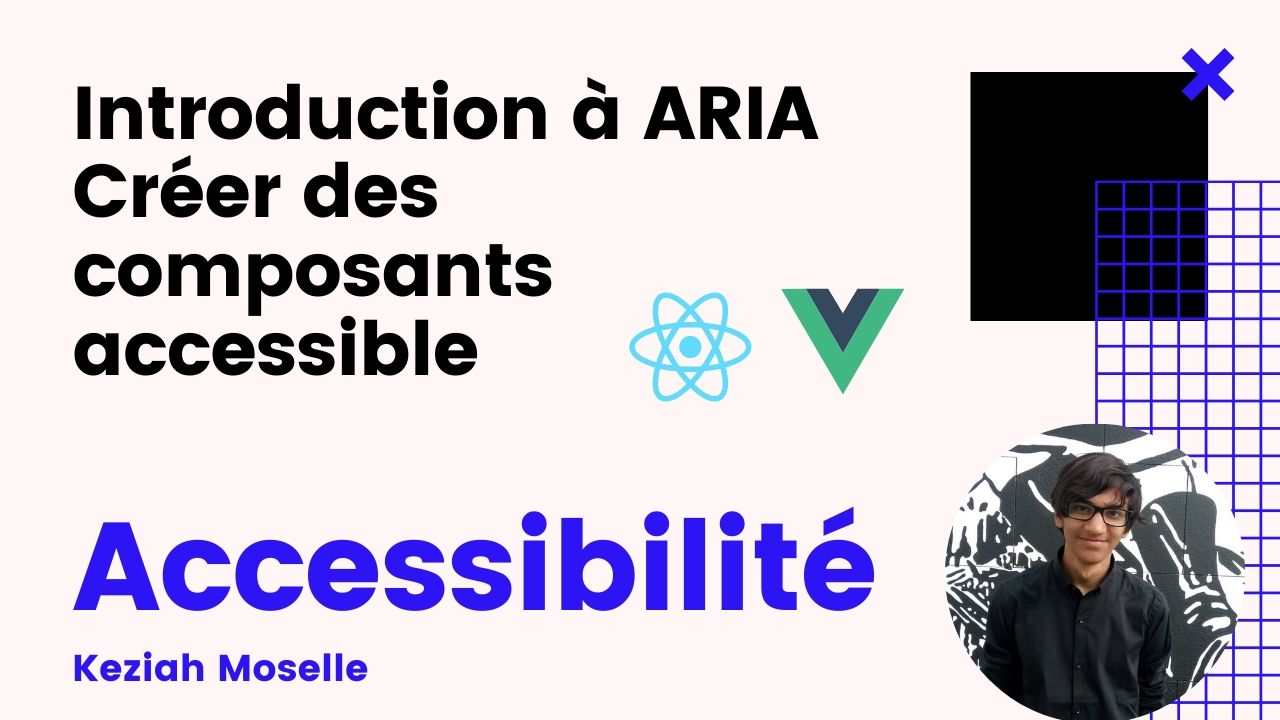 Introduction à ARIA
Créer des
composants
accessible
Accessibilité
Keziah Moselle